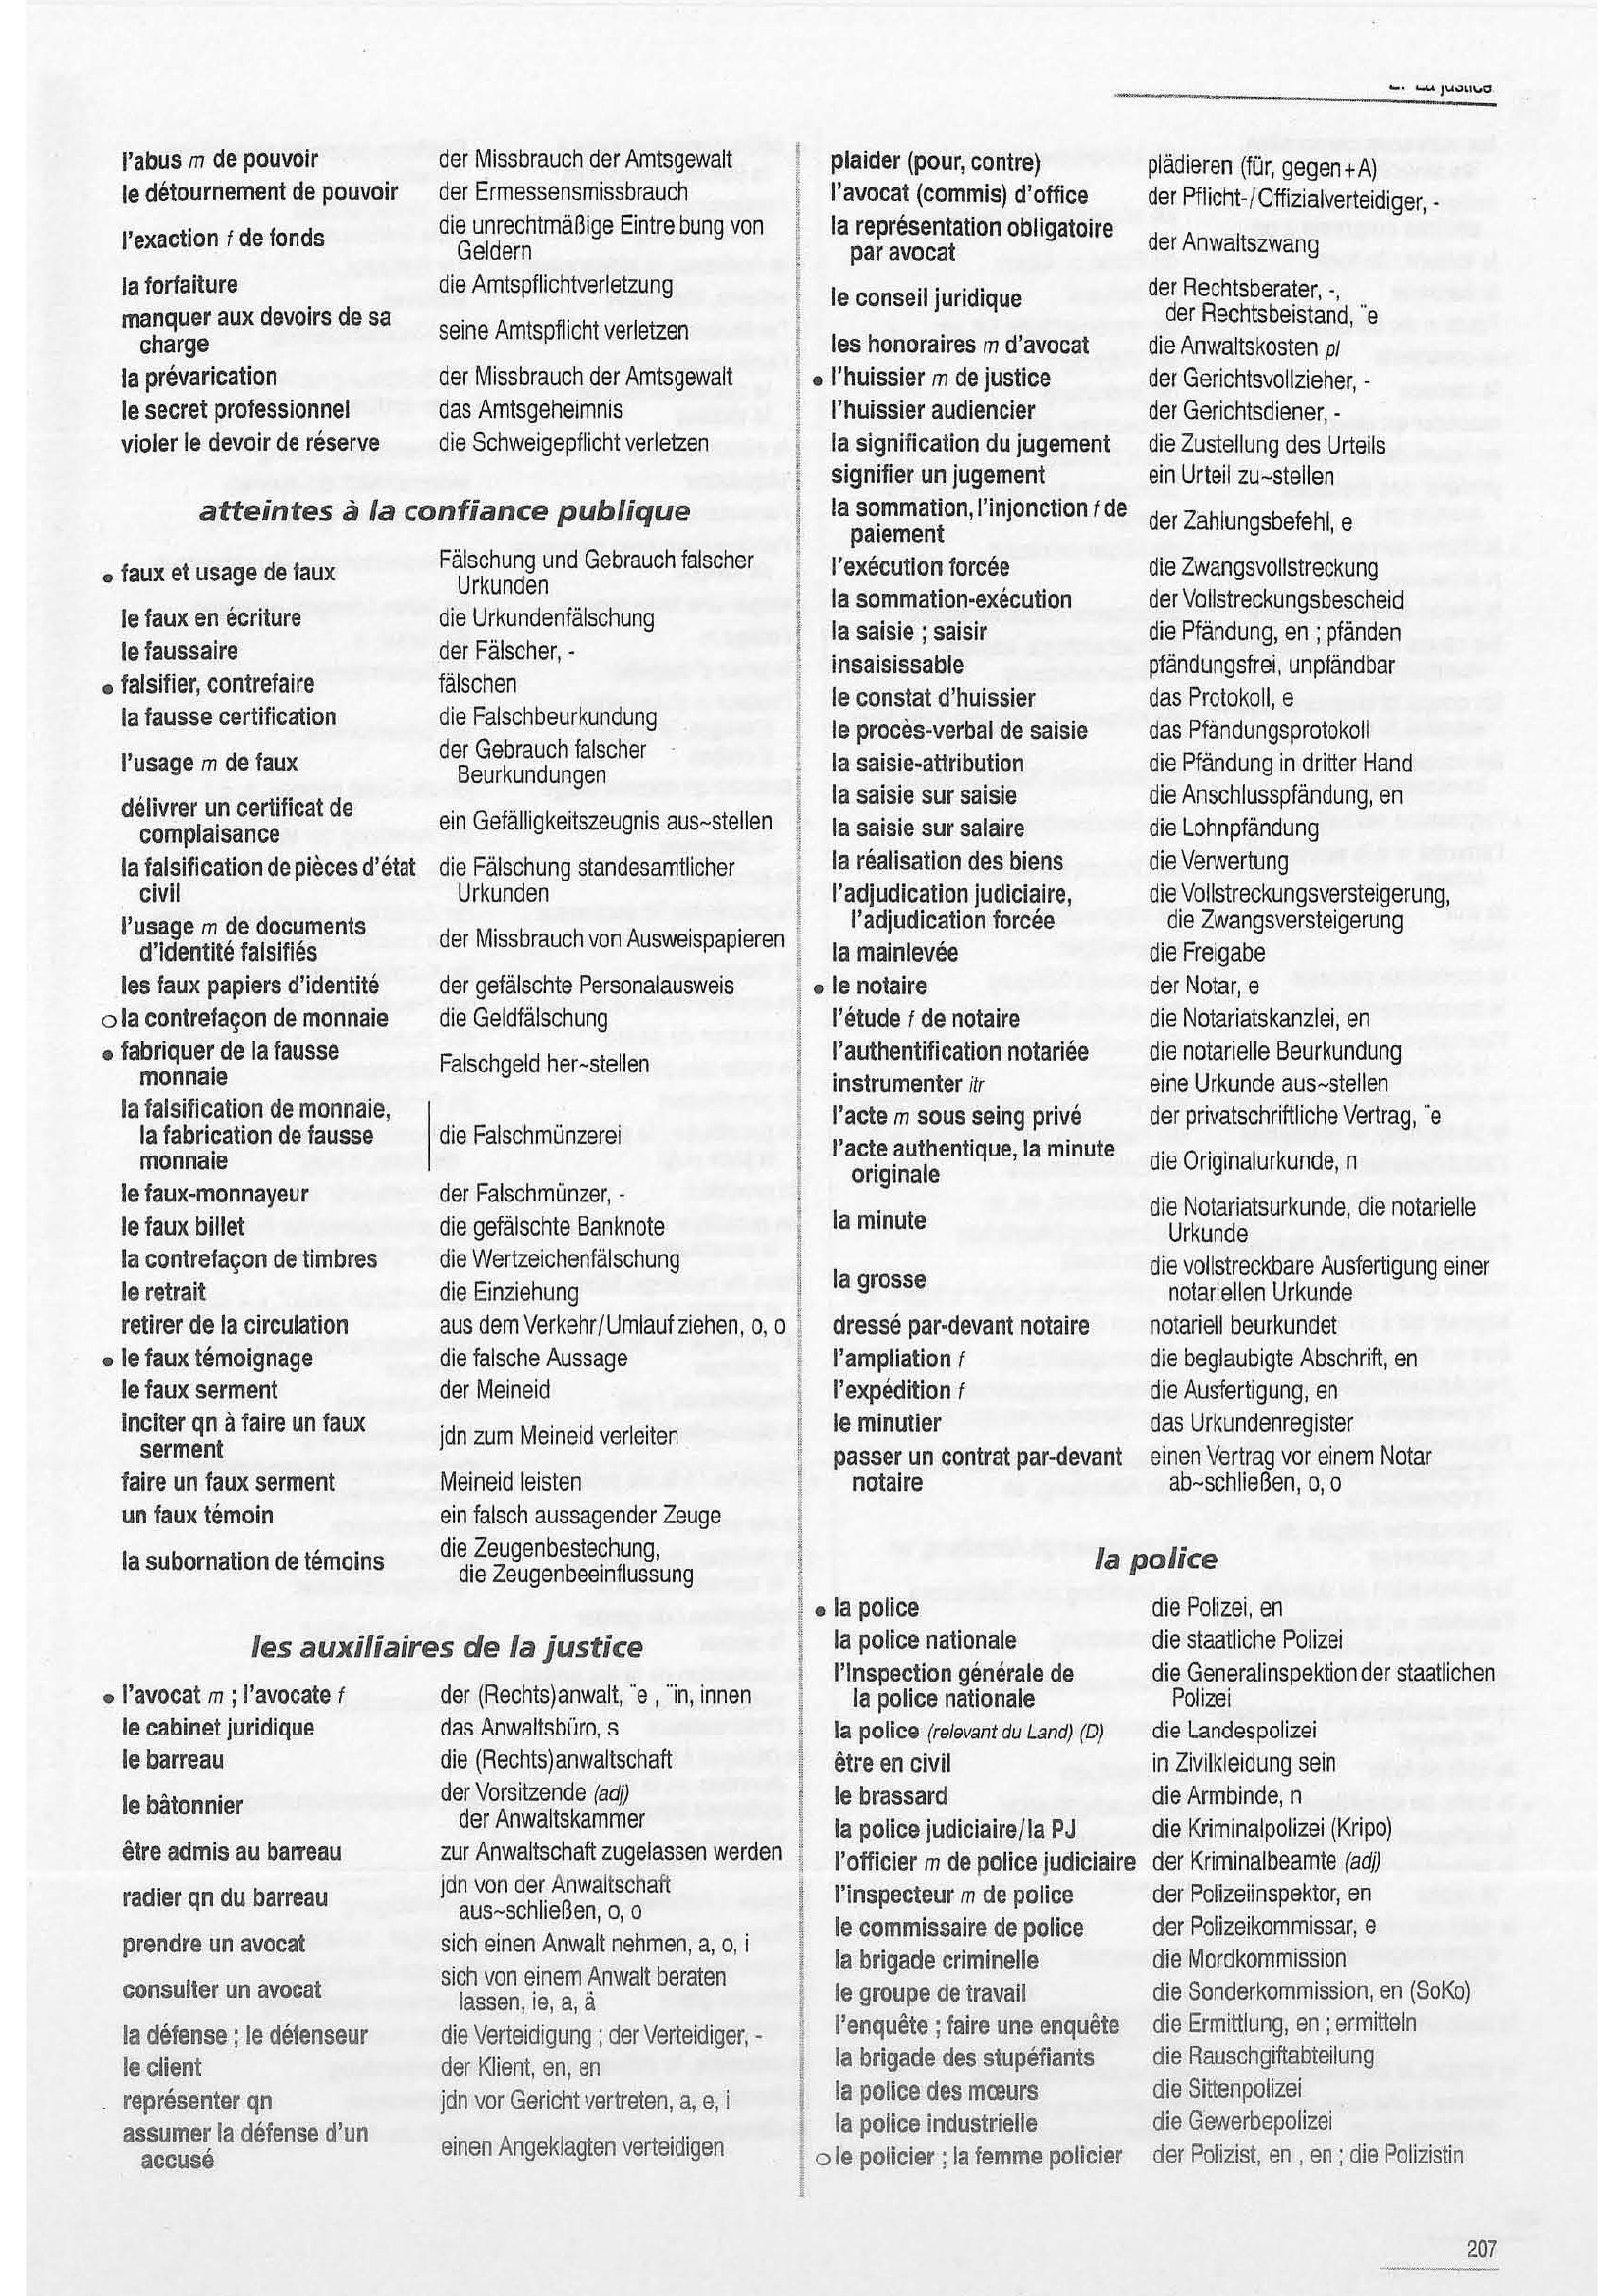 La justice
l'abus m de pouvoir der Missbrauch der Amtsgewalt
le détournement de pouvoir der Ermessensmissbrauch
l'exaction f de fonds die unrechtmäßige Eintreibung von
Geldern
la forfaiture die Amtspflichtverletzung
manquer aux devoirs de sa
charge seine Amtspflicht verletzen
la prévarication der Missbrauch der Amtsgewalt
le secret professionnel das Amtsgeheimnis
violer le devoir de réserve die Schweigepflicht verletzen
atteintes à la confiance publique
• faux et usage de faux Fälschung und Gebrauch falscher
Urkunden
le faux en écriture die Urkundenfälschung
le faussaire der Fälscher, -
• falsifier, contrefaire fälschen
la fausse certification die Falschbeurkundung
l'usage m de faux der Gebrauch falscher
Beurkundungen
délivrer un certificat de
complaisance ein Gefälligkeitszeugnis aus~stellen
la falsification de pièces d'état die Fälschung standesamtlicher
civil Urkunden
l'usage m de documents
d'identité falsifiés der Missbrauch von Ausweispapieren
les faux papiers d'identité der gefälschte Personalausweis
o la contrefaçon de monnaie die Geldfälschung
• fabriquer de la fausse
monnaie Falschgeld her~stellen
la falsification de monnaie,
la fabrication de fausse die Falschmünzerei
monnaie
le faux-monnayeur der Falschmünzer, -
le faux billet die gefälschte Banknote
la contrefaçon de timbres die Wertzeichenfälschung
le retrait die Einziehung
retirer de la circulation aus dem Verkehr/Umlauf ziehen, o, o
• le faux témoignage die falsche Aussage
le faux serment der Meineid
inciter qn à faire un faux
serment jdn zum Meineid verleiten
faire un faux serment Meineid leisten
un faux témoin ein falsch aussagender Zeuge
la subornation de témoins die Zeugenbestechung,
die Zeugenbeeinflussung
les auxiliaires de la justice
• l'avocat m ; l'avocate f der (Rechts)anwalt, ¨e , ¨in, innen
le cabinet juridique das Anwaltsbüro, s
le barreau die (Rechts)anwaltschaft
le bâtonnier der Vorsitzende (adj)
der Anwaltskammer
être admis au barreau zur Anwaltschaft zugelassen werden
radier qn du barreau jdn von der Anwaltschaft
aus~schließen, o, o
prendre un avocat sich einen Anwalt nehmen, a, o, i
consulter un avocat sich von einem Anwalt beraten
lassen, ie, a, ä
la défense ; le défenseur die Verteidigung ; der Verteidiger, -
le client der Klient, en, en
représenter qn jdn vor Gericht vertreten, a, e, i
assumer la défense d'un
accusé einen Angeklagten verteidigen
plaider (pour, contre) plädieren (für, gegen+A)
l'avocat (commis) d'office der Pflicht-/Offizialverteidiger, -
la représentation obligatoire
par avocat der Anwaltszwang
le conseil juridique der Rechtsberater, -,
der Rechtsbeistand, ¨e
les honoraires m d'avocat die Anwaltskosten pl
• l'huissier m de justice der Gerichtsvollzieher, -
l'huissier audiencier der Gerichtsdiener, -
la signification du jugement die Zustellung des Urteils
signifier un jugement ein Urteil zu~stellen
la sommation, l'injonction f de
paiement der Zahlungsbefehl, e
l'exécution forcée die Zwangsvollstreckung
la sommation-exécution der Vollstreckungsbescheid
la saisie ; saisir die Pfändung, en ; pfänden
insaisissable pfändungsfrei, unpfändbar
le constat d'huissier das Protokoll, e
le procès-verbal de saisie das Pfändungsprotokoll
la saisie-attribution die Pfändung in dritter Hand
la saisie sur saisie die Anschlusspfändung, en
la saisie sur salaire die Lohnpfändung
la réalisation des biens die Verwertung
l'adjudication judiciaire, die Vollstreckungsversteigerung,
l'adjudication forcée die Zwangsversteigerung
la mainlevée die Freigabe
• le notaire der Notar, e
l'étude f de notaire die Notariatskanzlei, en
l'authentification notariée die notarielle Beurkundung
instrumenter itr eine Urkunde aus~stellen
l'acte m sous seing privé der privatschriftliche Vertrag, ¨e
l'acte authentique, la minute
originale die Originalurkunde, n
la minute die Notariatsurkunde, die notarielle
Urkunde
la grosse die vollstreckbare Ausfertigung einer
notariellen Urkunde
dressé par-devant notaire notariell beurkundet
l'ampliation f die beglaubigte Abschrift, en
l'expédition f die Ausfertigung, en
le minutier das Urkundenregister
passer un contrat par-devant einen Vertrag vor einem Notar
notaire ab~schließen, o, o
la police
• la police die Polizei, en
la police nationale die staatliche Polizei
l'Inspection générale de die Generalinspektion der staatlichen
la police nationale Polizei
la police (relevant du Land) (D) die Landespolizei
être en civil in Zivilkleidung sein
le brassard die Armbinde, n
la police judiciaire/la PJ die Kriminalpolizei (Kripo)
l'officier m de police judiciaire der Kriminalbeamte (adj)
l'inspecteur m de police der Polizeiinspektor, en
le commissaire de police der Polizeikommissar, e
la brigade criminelle die Mordkommission
le groupe de travail die Sonderkommission, en (SoKo)
l'enquête ; faire une enquête die Ermittlung, en ; ermitteln
la brigade des stupéfiants die Rauschgiftabteilung
la police des mœurs die Sittenpolizei
la police industrielle die Gewerbepolizei
o le policier ; la femme policier der Polizist, en , en ; die Polizistin
207